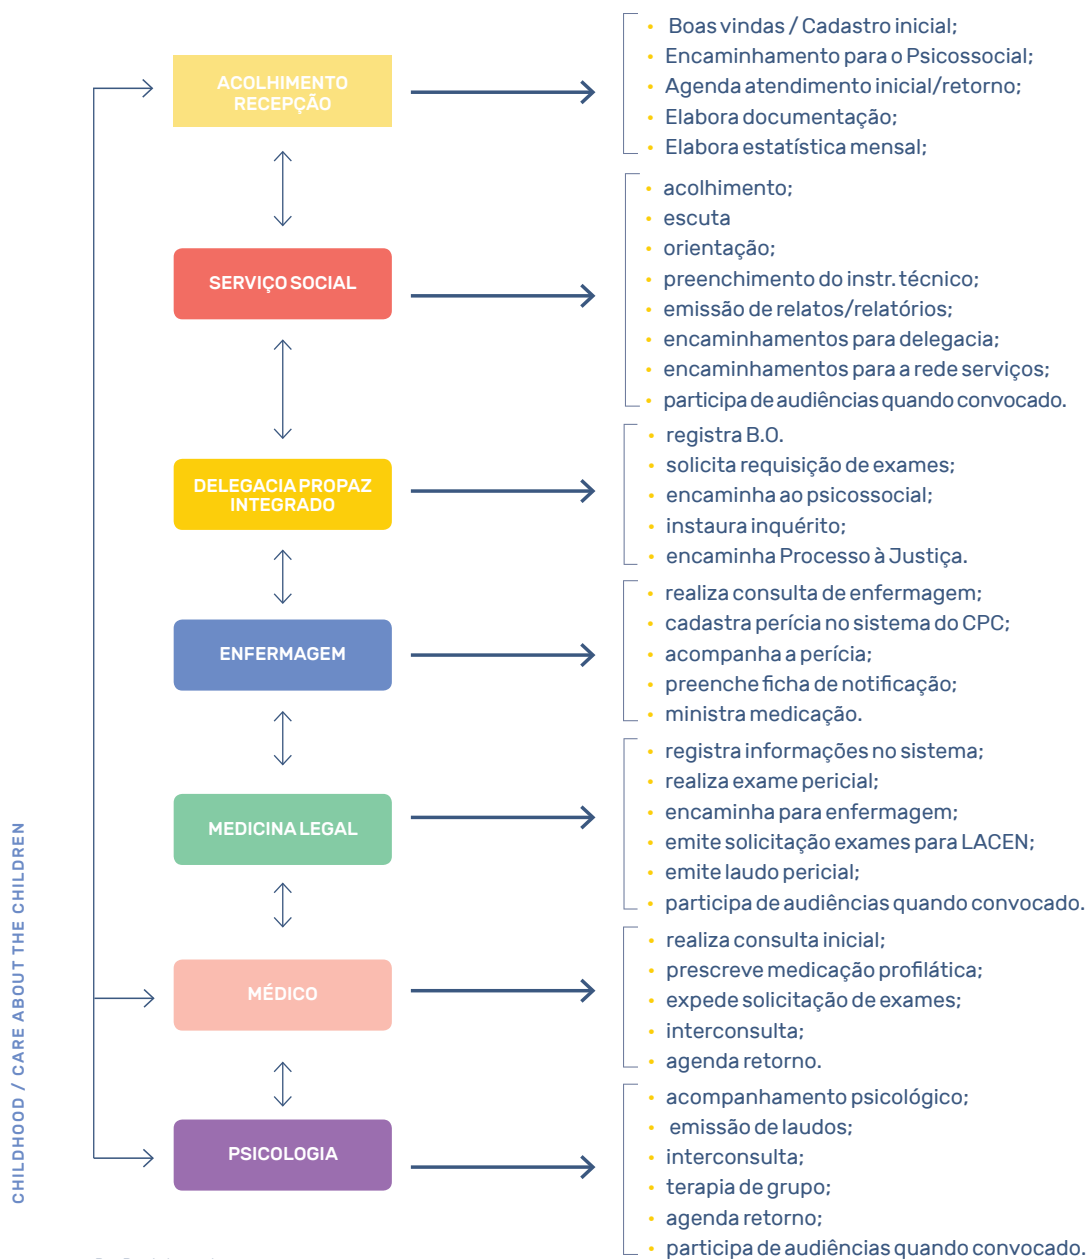 ACOLHIMENTO
RECEPÇÃO
Boas vindas / Cadastro inicial;
Encaminhamento para o Psicossocial;
Agenda atendimento inicial/retorno;
Elabora documentação;
Elabora estatística mensal;
SERVIÇO SOCIAL
acolhimento;
escuta
orientação;
preenchimento do instr. técnico;
emissão de relatos/relatórios;
encaminhamentos para delegacia;
encaminhamentos para a rede serviços;
participa de audiências quando convocado.
DELEGACIA PROPAZ
INTEGRADO
registra B.O.
solicita requisição de exames;
encaminha ao psicossocial;
instaura inquérito;
encaminha Processo à Justiça.
ENFERMAGEM
realiza consulta de enfermagem;
cadastra perícia no sistema do CPC;
acompanha a perícia;
preenche ficha de notificação;
ministra medicação.
MEDICINA LEGAL
registra informações no sistema;
realiza exame pericial;
encaminha para enfermagem;
emite solicitação exames para LACEN;
emite laudo pericial;
participa de audiências quando convocado.
MÉDICO
realiza consulta inicial;
prescreve medicação profilática;
expede solicitação de exames;
interconsulta;
agenda retorno.
PSICOLOGIA
acompanhamento psicológico;
emissão de laudos;
interconsulta;
terapia de grupo;
agenda retorno;
participa de audiências quando convocado.
CHILDHOOD / CARE ABOUT THE CHILDREN